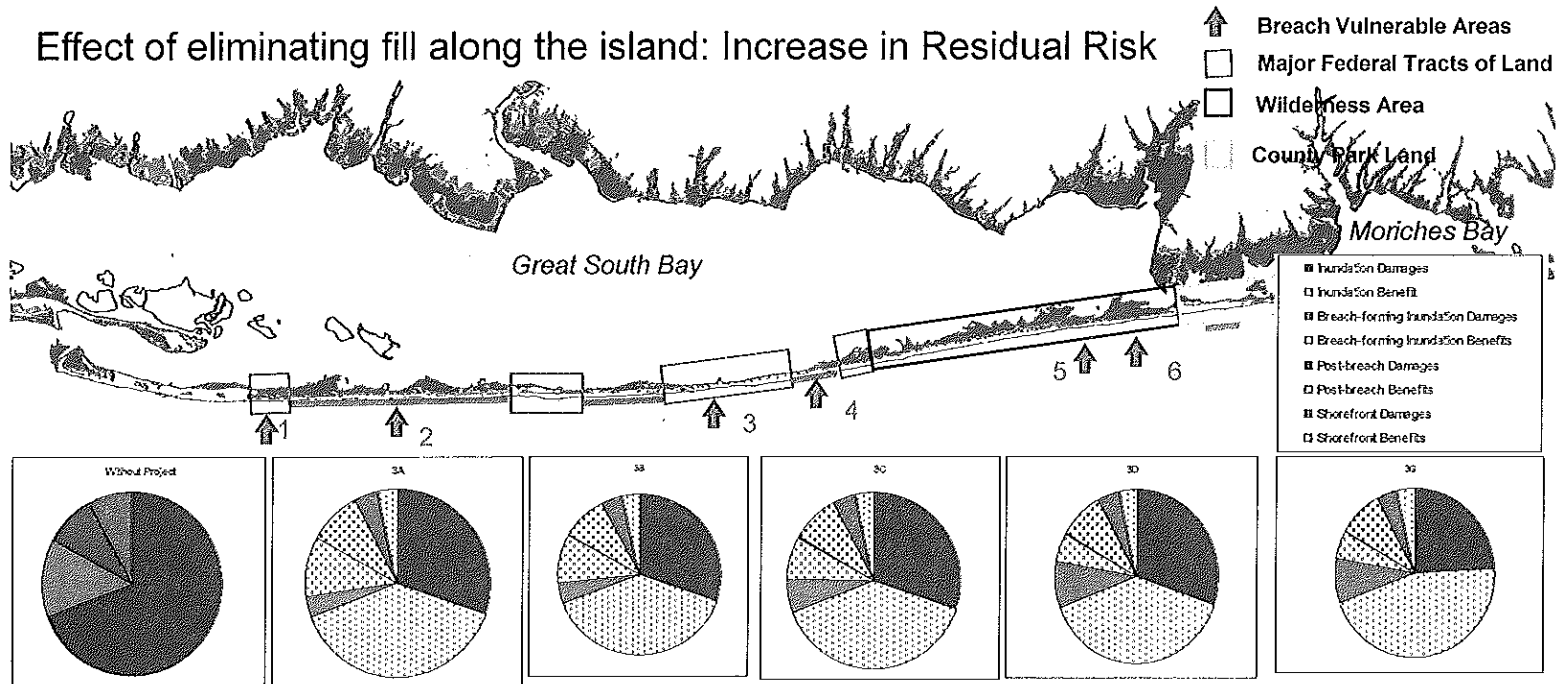 Effect of eliminating fill along the island: Increase in Residual Risk
Breach Vulnerable Areas
Major Federal Tracts of Land
Wilderness Area
County Park Land
Great South Bay
Moriches Bay
1
2
3
4
5
6
Inundation Damages
Inundation Benefit
Breach-forming Inundation Damages
Breach-forming Inundation Benefits
Post-breach Damages
Post-breach Benefits
Shorefront Damages
Shorefront Benefits
Without Project
3A
3B
3C
3D
3G